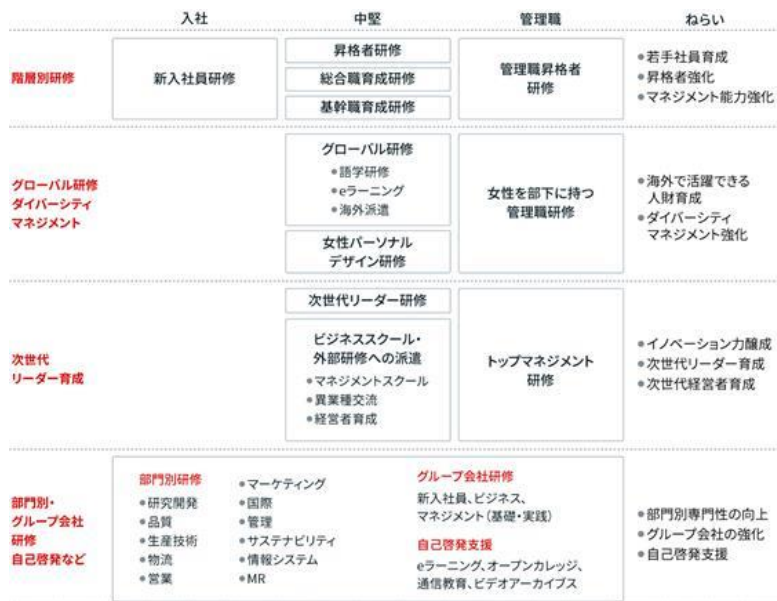 入社
中堅
管理職
ねらい
階層別研修
新入社員研修
昇格者研修
総合職育成研修
基幹職育成研修
管理職昇格者
研修
●若手社員育成
●昇格者強化
●マネジメント能力強化
グローバル研修
ダイバーシティ
マネジメント
グローバル研修
●語学研修
●eラーニング
●海外派遣
女性パーソナル
デザイン研修
女性を部下に持つ
管理職研修
●海外で活躍できる
人財育成
●ダイバーシティ
マネジメント強化
次世代
リーダー育成
次世代リーダー研修
ビジネススクール・
外部研修への派遣
●マネジメントスクール
●異業種交流
●経営者育成
トップマネジメント
研修
●イノベーション力醸成
●次世代リーダー育成
●次世代経営者育成
部門別・
グループ会社
研修
自己啓発など
部門別研修
●研究開発
●品質
●生産技術
●物流
●営業
●マーケティング
●国際
●管理
●サステナビリティ
●情報システム
●MR
グループ会社研修
新入社員、ビジネス、
マネジメント（基礎・実践）
自己啓発支援
eラーニング、オープンカレッジ、
通信教育、ビデオアーカイブス
●部門別専門性の向上
●グループ会社の強化
●自己啓発支援